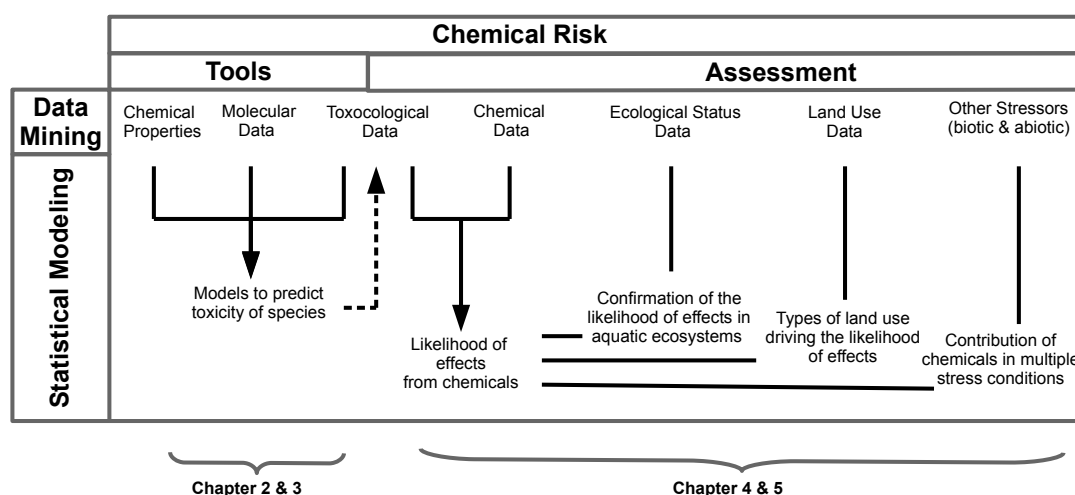 Chemical Risk
Tools
Assessment
Data
Mining
Chemical
Properties
Molecular
Data
Toxocological
Data
Chemical
Data
Ecological Status
Data
Land Use
Data
Other Stressors
(biotic & abiotic)
Statistical Modeling
Models to predict
toxicity of species
Likelihood of
effects
from chemicals
Confirmation of the
likelihood of effects in
aquatic ecosystems
Types of land use
driving the likelihood
of effects
Contribution of
chemicals in multiple
stress conditions
Chapter 2 & 3
Chapter 4 & 5